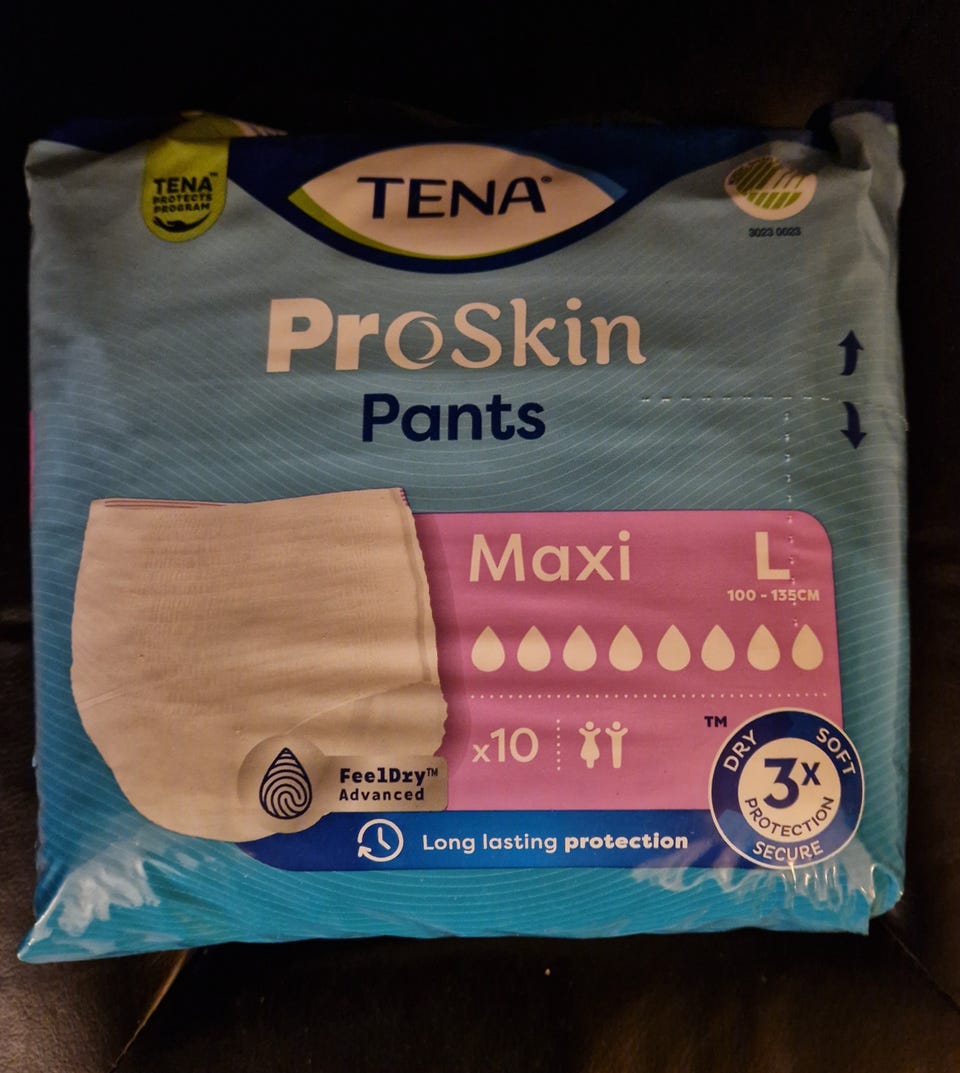 TENA™
PROTECTS
PROGRAM
TENA®
3023 0023
ProSkin
Pants
Maxi
L
100 - 135CM
x10
FeelDry™
Advanced
™
DRY
SOFT
3x
PROTECTION
SECURE
Long lasting protection